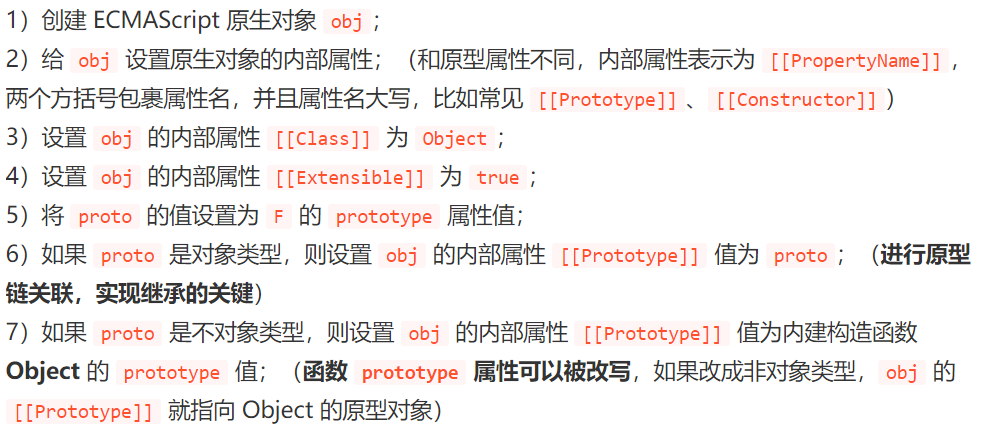 1）创建 ECMAScript 原生对象 obj；
2）给 obj 设置原生对象的内部属性；（和原型属性不同，内部属性表示为 [[PropertyName]]，
两个方括号包裹属性名，并且属性名大写，比如常见 [[Prototype]]、[[Constructor]]）
3）设置 obj 的内部属性 [[Class]] 为 Object；
4）设置 obj 的内部属性 [[Extensible]] 为 true；
5）将 proto 的值设置为 F 的 prototype 属性值；
6）如果 proto 是对象类型，则设置 obj 的内部属性 [[Prototype]] 值为 proto；（进行原型
链关联，实现继承的关键）
7）如果 proto 是不对象类型，则设置 obj 的内部属性 [[Prototype]] 值为内建构造函数
Object 的 prototype 值；（函数 prototype 属性可以被改写，如果改成非对象类型，obj 的
[[Prototype]] 就指向 Object 的原型对象）